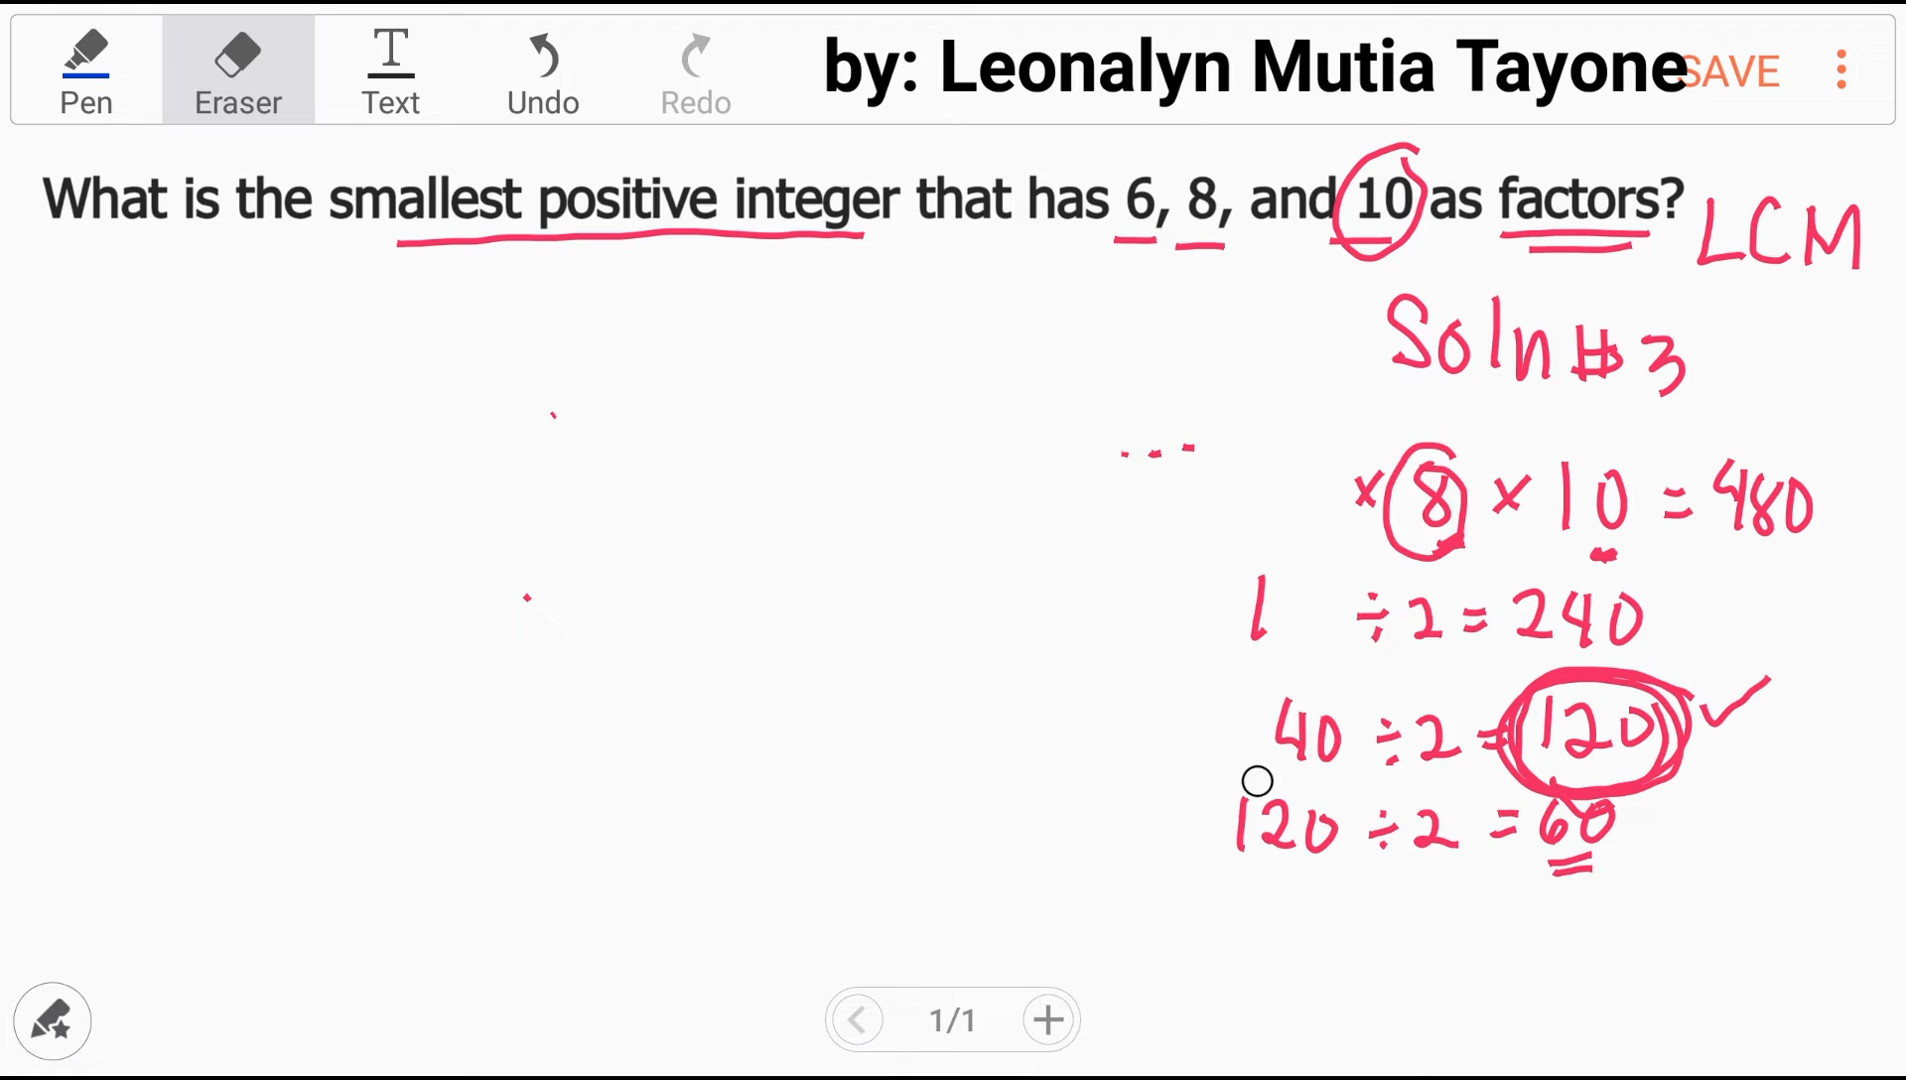 Pen Eraser Text Undo Redo by: Leonalyn Mutia Tayone SAVE
What is the smallest positive integer that has 6, 8, and 10 as factors? LCM
Soln # 3
× 8 × 10 = 480
÷ 2 = 240
40 ÷ 2 = 120
120 ÷ 2 = 60
1/1